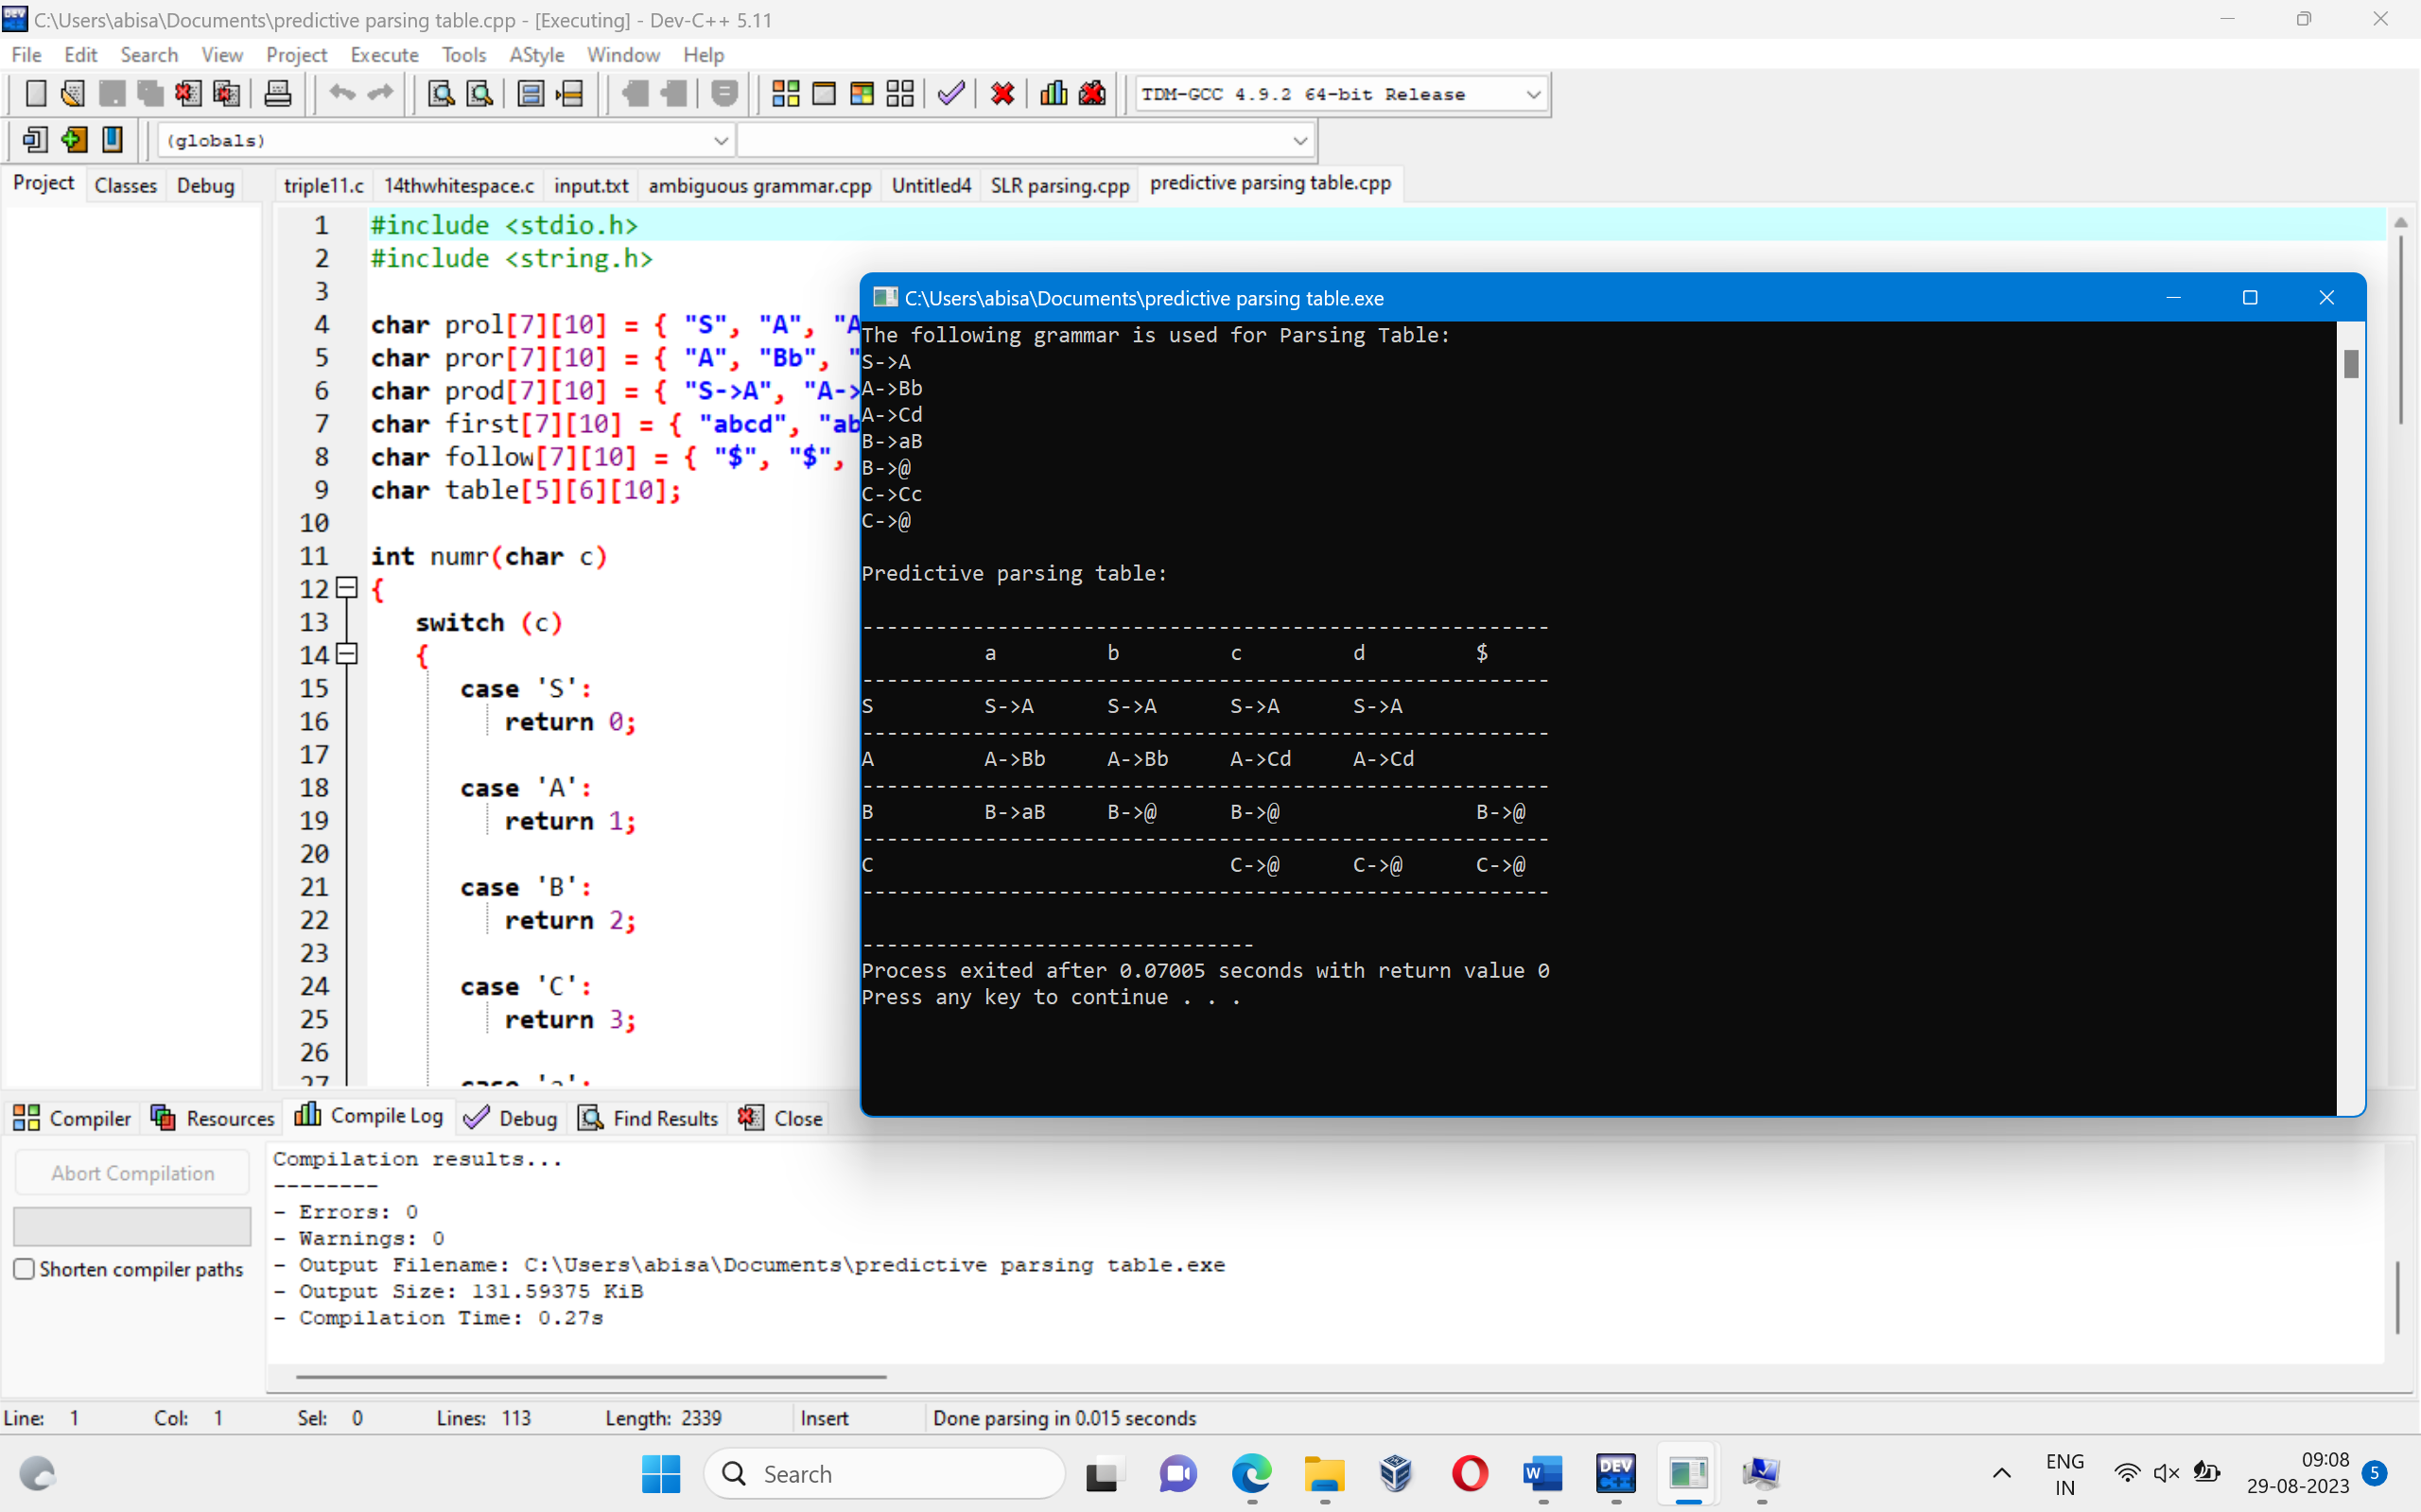 C:\Users\abisa\Documents\predictive parsing table.cpp - [Executing] - Dev-C++ 5.11
File Edit Search View Project Execute Tools AStyle Window Help
TDM-GCC 4.9.2 64-bit Release
(globals)
Project Classes Debug
triple11.c 14thwhitespace.c input.txt ambiguous grammar.cpp Untitled4 SLR parsing.cpp predictive parsing table.cpp
1 #include <stdio.h>
2 #include <string.h>
3
4 char prol[7][10] = { "S", "A", "A
5 char pror[7][10] = { "A", "Bb", "
6 char prod[7][10] = { "S->A", "A->
7 char first[7][10] = { "abcd", "ab
8 char follow[7][10] = { "$", "$",
9 char table[5][6][10];
10
11 int numr(char c)
12 {
13 switch (c)
14 {
15 case 'S':
16 return 0;
17
18 case 'A':
19 return 1;
20
21 case 'B':
22 return 2;
23
24 case 'C':
25 return 3;
26
27 case 'a':
C:\Users\abisa\Documents\predictive parsing table.exe
The following grammar is used for Parsing Table:
S->A
A->Bb
A->Cd
B->aB
B->@
C->Cc
C->@
Predictive parsing table:
--------------------------------------------------------
a b c d $
--------------------------------------------------------
S S->A S->A S->A S->A
--------------------------------------------------------
A A->Bb A->Bb A->Cd A->Cd
--------------------------------------------------------
B B->aB B->@ B->@ B->@
--------------------------------------------------------
C C->@ C->@ C->@
--------------------------------------------------------
--------------------------------
Process exited after 0.07005 seconds with return value 0
Press any key to continue . . .
Compiler Resources Compile Log Debug Find Results Close
Abort Compilation
Shorten compiler paths
Compilation results...
--------
- Errors: 0
- Warnings: 0
- Output Filename: C:\Users\abisa\Documents\predictive parsing table.exe
- Output Size: 131.59375 KiB
- Compilation Time: 0.27s
Line: 1 Col: 1 Sel: 0 Lines: 113 Length: 2339 Insert Done parsing in 0.015 seconds
Search
DEV C++
ENG
IN
09:08
29-08-2023
5